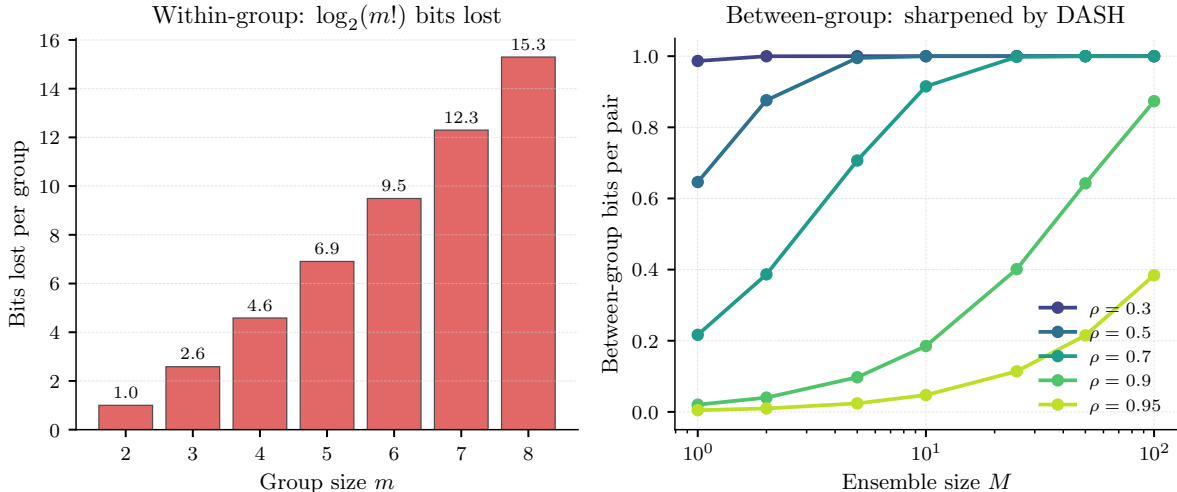 Within-group: log₂(m!) bits lost
Bits lost per group
16
14
12
10
8
6
4
2
0
1.0
2.6
4.6
6.9
9.5
12.3
15.3
2 3 4 5 6 7 8
Group size m
Between-group: sharpened by DASH
Between-group bits per pair
1.0
0.8
0.6
0.4
0.2
0.0
ρ = 0.3
ρ = 0.5
ρ = 0.7
ρ = 0.9
ρ = 0.95
10⁰ 10¹ 10²
Ensemble size M